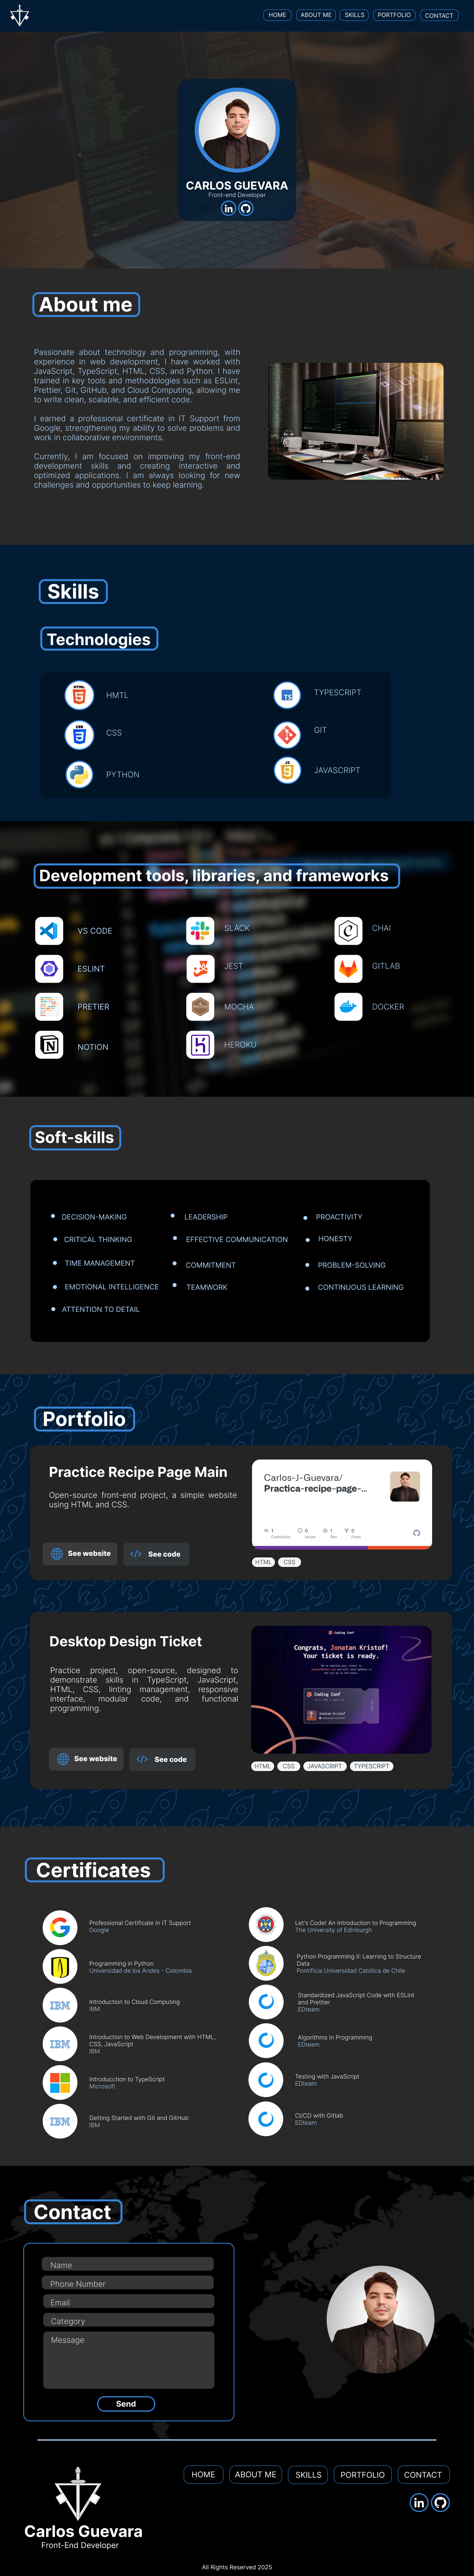 HOME ABOUT ME SKILLS PORTFOLIO CONTACT
CARLOS GUEVARA
Front-end Developer
About me
Passionate about technology and programming, with
experience in web development, I have worked with
JavaScript, TypeScript, HTML, CSS, and Python. I have
trained in key tools and methodologies such as ESLint,
Prettier, Git, GitHub, and Cloud Computing, allowing me
to write clean, scalable, and efficient code.
I earned a professional certificate in IT Support from
Google, strengthening my ability to solve problems and
work in collaborative environments.
Currently, I am focused on improving my front-end
development skills and creating interactive and
optimized applications. I am always looking for new
challenges and opportunities to keep learning.
Skills
Technologies
HMTL
TYPESCRIPT
CSS
GIT
PYTHON
JAVASCRIPT
Development tools, libraries, and frameworks
VS CODE
SLACK
CHAI
ESLINT
JEST
GITLAB
PRETIER
MOCHA
DOCKER
NOTION
HEROKU
Soft-skills
DECISION-MAKING
LEADERSHIP
PROACTIVITY
CRITICAL THINKING
EFFECTIVE COMMUNICATION
HONESTY
TIME MANAGEMENT
COMMITMENT
PROBLEM-SOLVING
EMOTIONAL INTELLIGENCE
TEAMWORK
CONTINUOUS LEARNING
ATTENTION TO DETAIL
Portfolio
Practice Recipe Page Main
Open-source front-end project, a simple website
using HTML and CSS.
See website
See code
Carlos-J-Guevara/
Practica-recipe-page-...
1 0 1 0
Contributor Issues Star Forks
HTML CSS
Desktop Design Ticket
Practice project, open-source, designed to
demonstrate skills in TypeScript, JavaScript,
HTML, CSS, linting management, responsive
interface, modular code, and functional
programming.
See website
See code
Coding Conf
Congrats, Jonatan Kristof!
Your ticket is ready.
Coding Conf
Jonatan Kristof
HTML CSS JAVASCRIPT TYPESCRIPT
Certificates
Professional Certificate in IT Support
Google
Let's Code! An Introduction to Programming
The University of Edinburgh
Programming in Python
Universidad de los Andes - Colombia
Python Programming II: Learning to Structure
Data
Pontificia Universidad Católica de Chile
IBM
Introduction to Cloud Computing
IBM
Standardized JavaScript Code with ESLint
and Prettier
EDteam
IBM
Introduction to Web Development with HTML,
CSS, JavaScript
IBM
Algorithms in Programming
EDteam
Introducction to TypeScript
Microsoft
Testing with JavaScript
EDteam
IBM
Getting Started with Git and GitHub
IBM
CI/CD with Gitlab
EDteam
Contact
Name
Phone Number
Email
Category
Message
Send
HOME ABOUT ME SKILLS PORTFOLIO CONTACT
Carlos Guevara
Front-End Developer
All Rights Reserved 2025